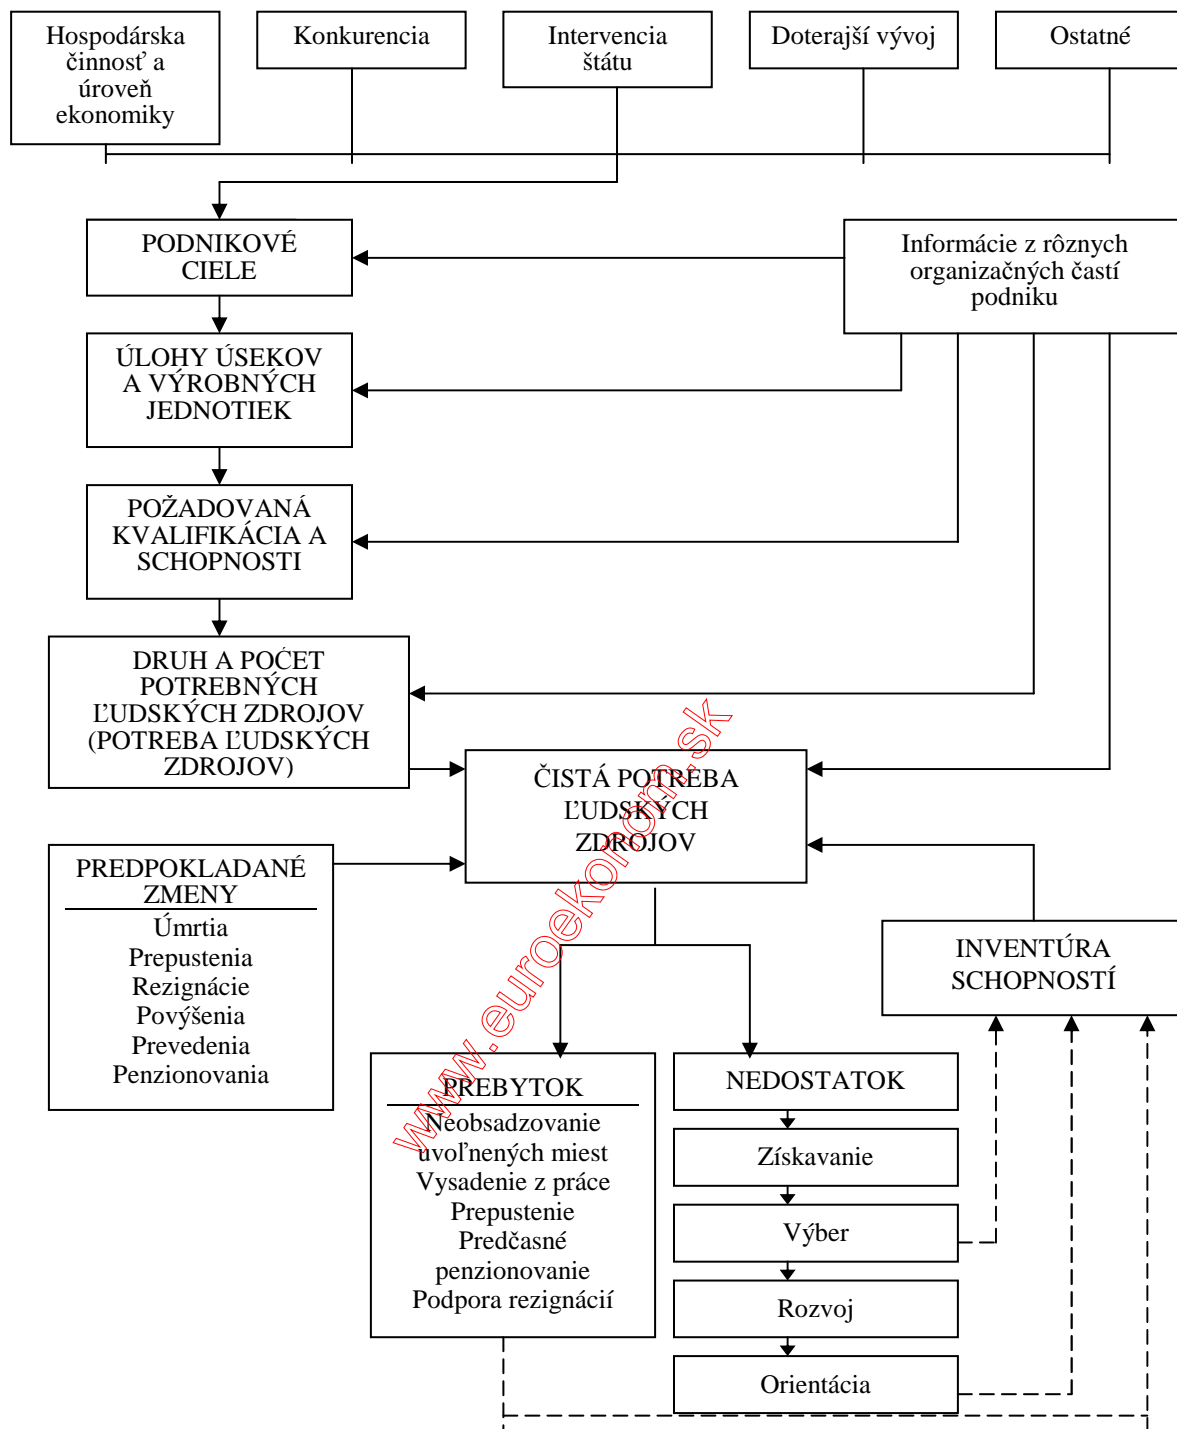 Hospodárska
činnosť a
úroveň
ekonomiky
Konkurencia
Intervencia
štátu
Doterajší vývoj
Ostatné
PODNIKOVÉ
CIELE
Informácie z rôznych
organizačných častí
podniku
ÚLOHY ÚSEKOV
A VÝROBNÝCH
JEDNOTIEK
POŽADOVANÁ
KVALIFIKÁCIA A
SCHOPNOSTI
DRUH A POČET
POTREBNÝCH
ĽUDSKÝCH ZDROJOV
(POTREBA ĽUDSKÝCH
ZDROJOV)
ČISTÁ POTREBA
ĽUDSKÝCH
ZDROJOV
PREDPOKLADANÉ
ZMENY
Úmrtia
Prepustenia
Rezignácie
Povýšenia
Prevedenia
Penzionovania
INVENTÚRA
SCHOPNOSTÍ
PREBYTOK
Neobsadzovanie
uvoľnených miest
Vysadenie z práce
Prepustenie
Predčasné
penzionovanie
Podpora rezignácií
NEDOSTATOK
Získavanie
Výber
Rozvoj
Orientácia
www.euroekonom.sk